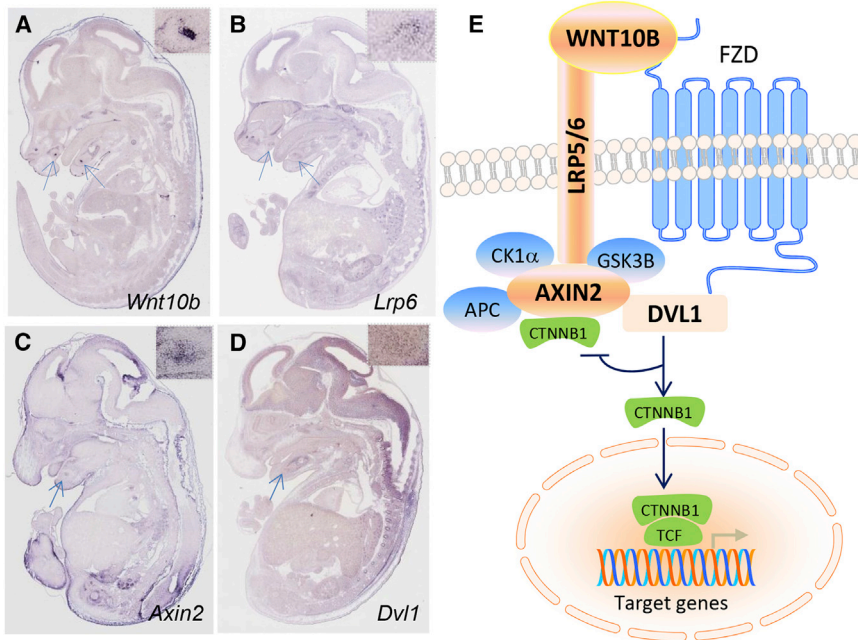 A
Wnt10b
B
Lrp6
C
Axin2
D
Dvl1
E
WNT10B
FZD
LRP5/6
CK1α
GSK3B
AXIN2
APC
CTNNB1
DVL1
CTNNB1
CTNNB1
TCF
Target genes